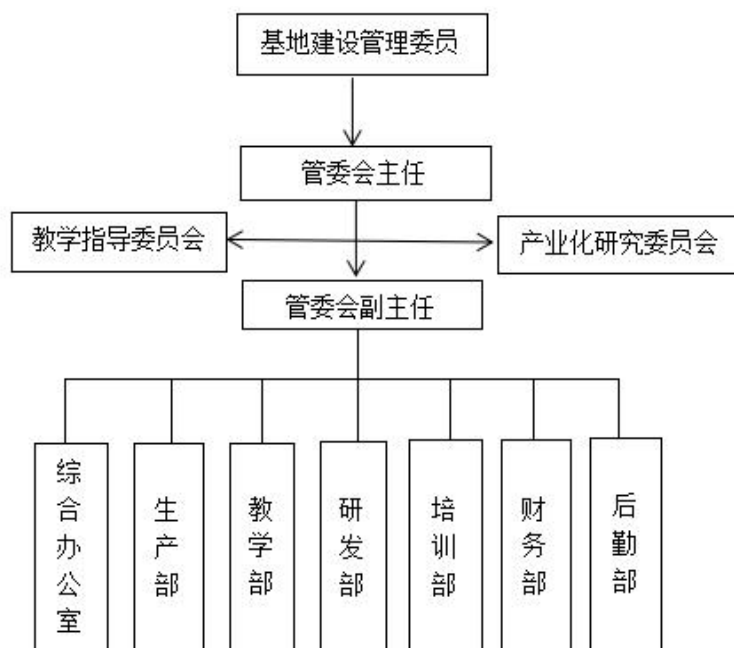 基地建设管理委员
管委会主任
教学指导委员会
产业化研究委员会
管委会副主任
综合办公室
生产部
教学部
研发部
培训部
财务部
后勤部